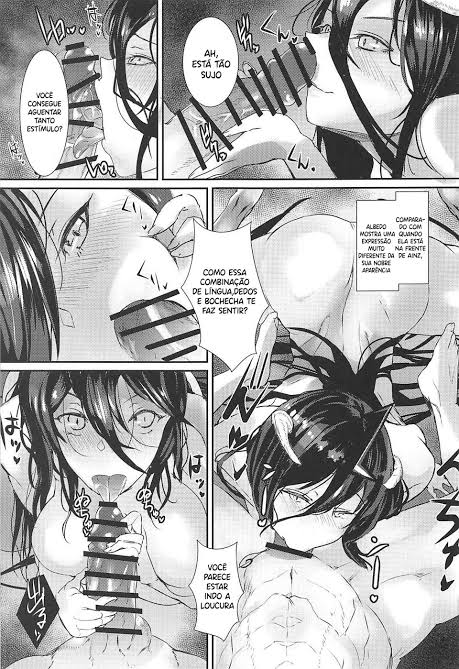 AH,
ESTÁ TÃO
SUJO
VOCÊ
CONSEGUE
AGUENTAR
TANTO
ESTÍMULO?
COMPARA-
DO COM
QUANDO
ELA ESTÁ
NA FRENTE
DE AINZ,
ALBEDO
MOSTRA UMA
EXPRESSÃO
MUITO
DIFERENTE DA
SUA NOBRE
APARÊNCIA
COMO ESSA
COMBINAÇÃO
DE LÍNGUA,DEDOS
E BOCHECHA TE
FAZ SENTIR?
VOCÊ
PARECE
ESTAR
INDO A
LOUCURA